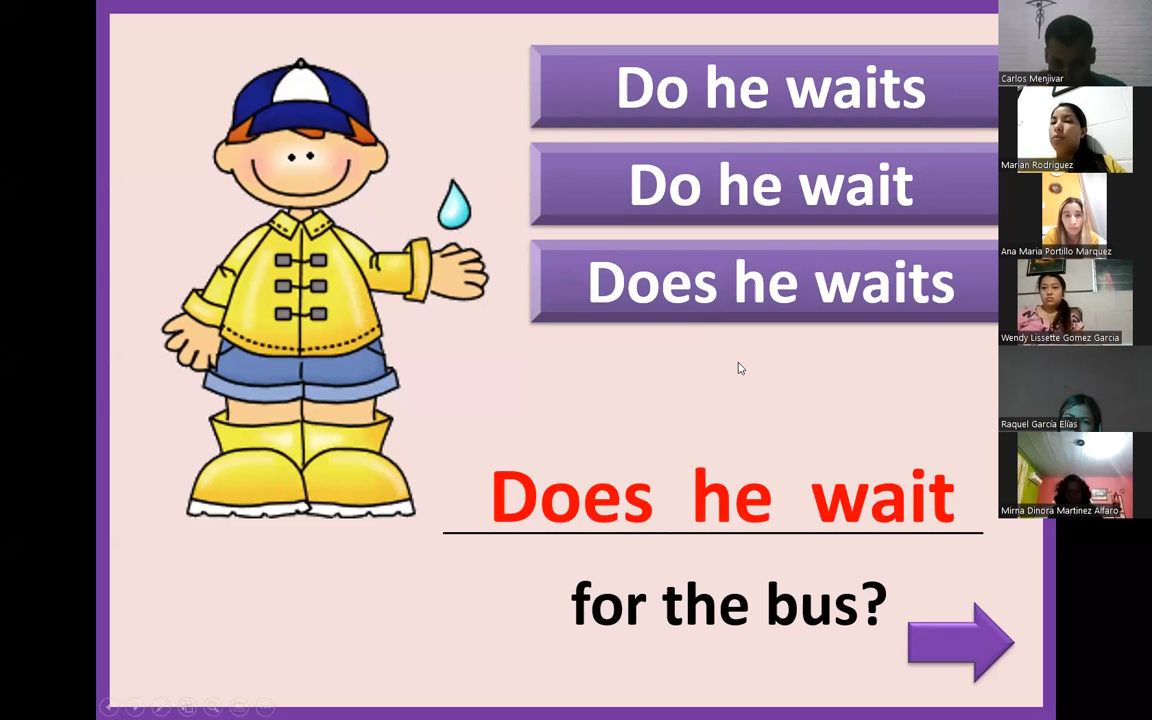 Do he waits
Do he wait
Does he waits
Does he wait
for the bus?
Carlos Menjivar
Marian Rodriguez
Ana Maria Portillo Marquez
Wendy Lissette Gomez Garcia
Raquel García Elías
Mirna Dinora Martinez Alfaro